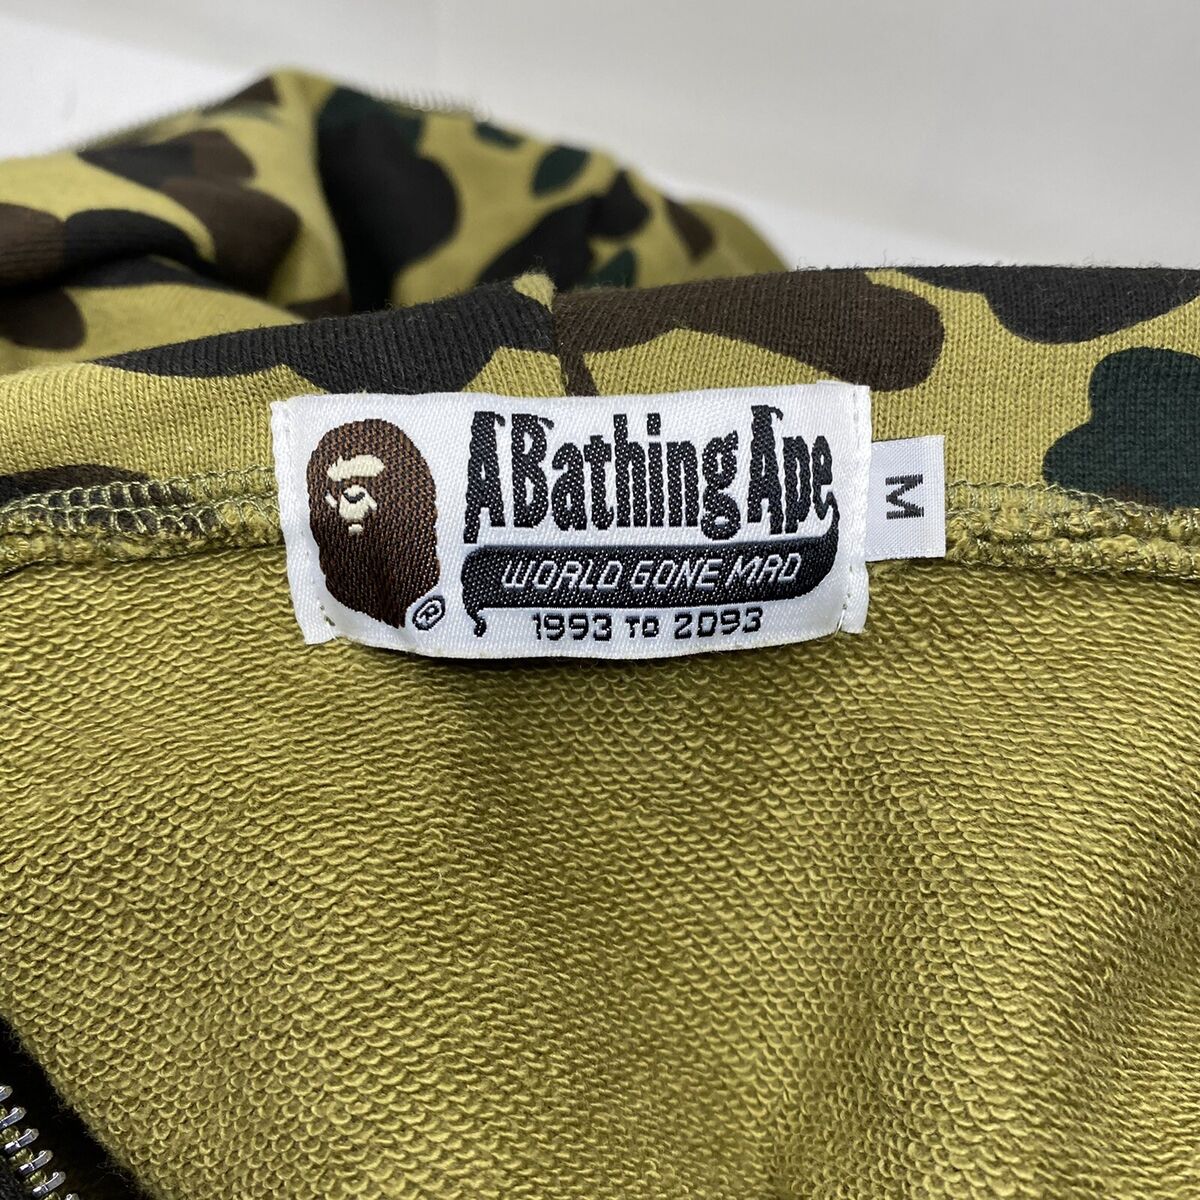 A Bathing Ape
WORLD GONE MAD
®
1993 TO 2093
M